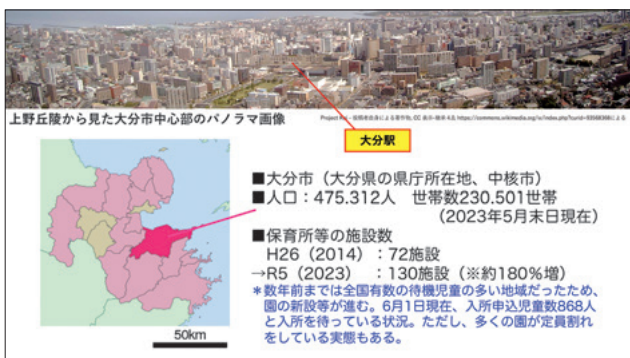 上野丘陵から見た大分市中心部のパノラマ画像
大分駅
■大分市（大分県の県庁所在地、中核市）
■人口：475.312人　世帯数230.501世帯
（2023年5月末日現在）
■保育所等の施設数
H26（2014）：72施設
→R5（2023）：130施設（※約180％増）
＊数年前までは全国有数の待機児童の多い地域だったため、
園の新設等が進む。6月1日現在、入所申込児童数868人
と入所を待っている状況。ただし、多くの園が定員割れ
をしている実態もある。
50km